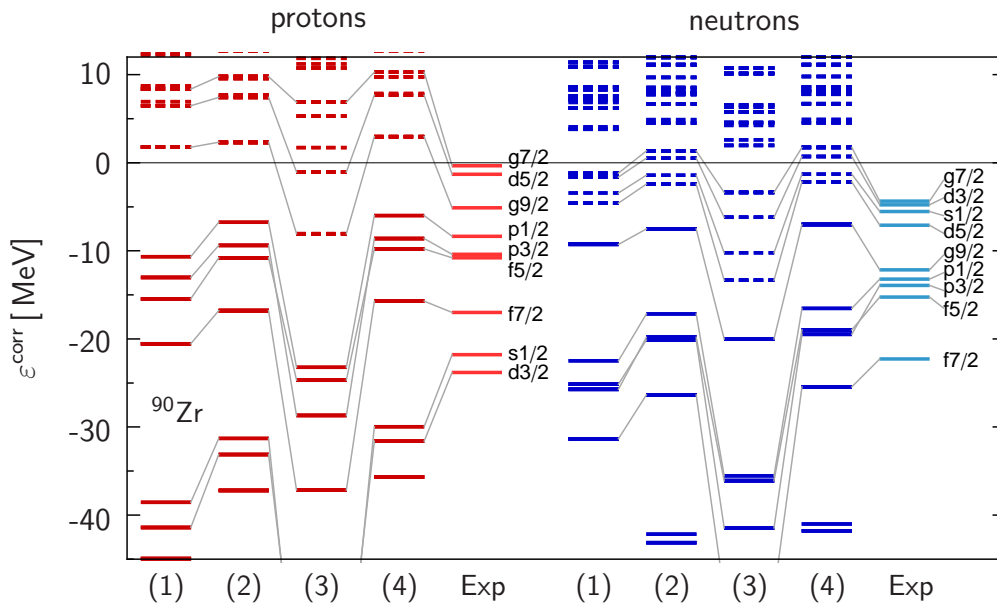 protons neutrons
10
0
-10
-20
-30
-40
ε^corr [ MeV]
⁹⁰Zr
g7/2
d5/2
g9/2
p1/2
p3/2
f5/2
f7/2
s1/2
d3/2
g7/2
d3/2
s1/2
d5/2
g9/2
p1/2
p3/2
f5/2
f7/2
(1) (2) (3) (4) Exp (1) (2) (3) (4) Exp